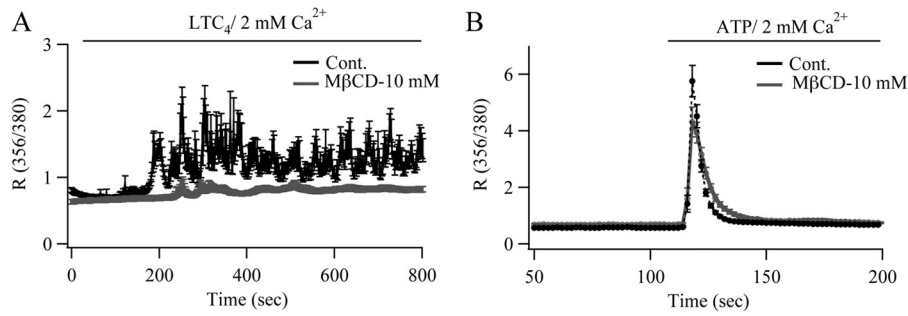 A
LTC₄/ 2 mM Ca²⁺
Cont.
MβCD-10 mM
3
2
1
0
R (356/380)
0
200
400
600
800
Time (sec)
B
ATP/ 2 mM Ca²⁺
Cont.
MβCD-10 mM
6
4
2
0
R (356/380)
50
100
150
200
Time (sec)